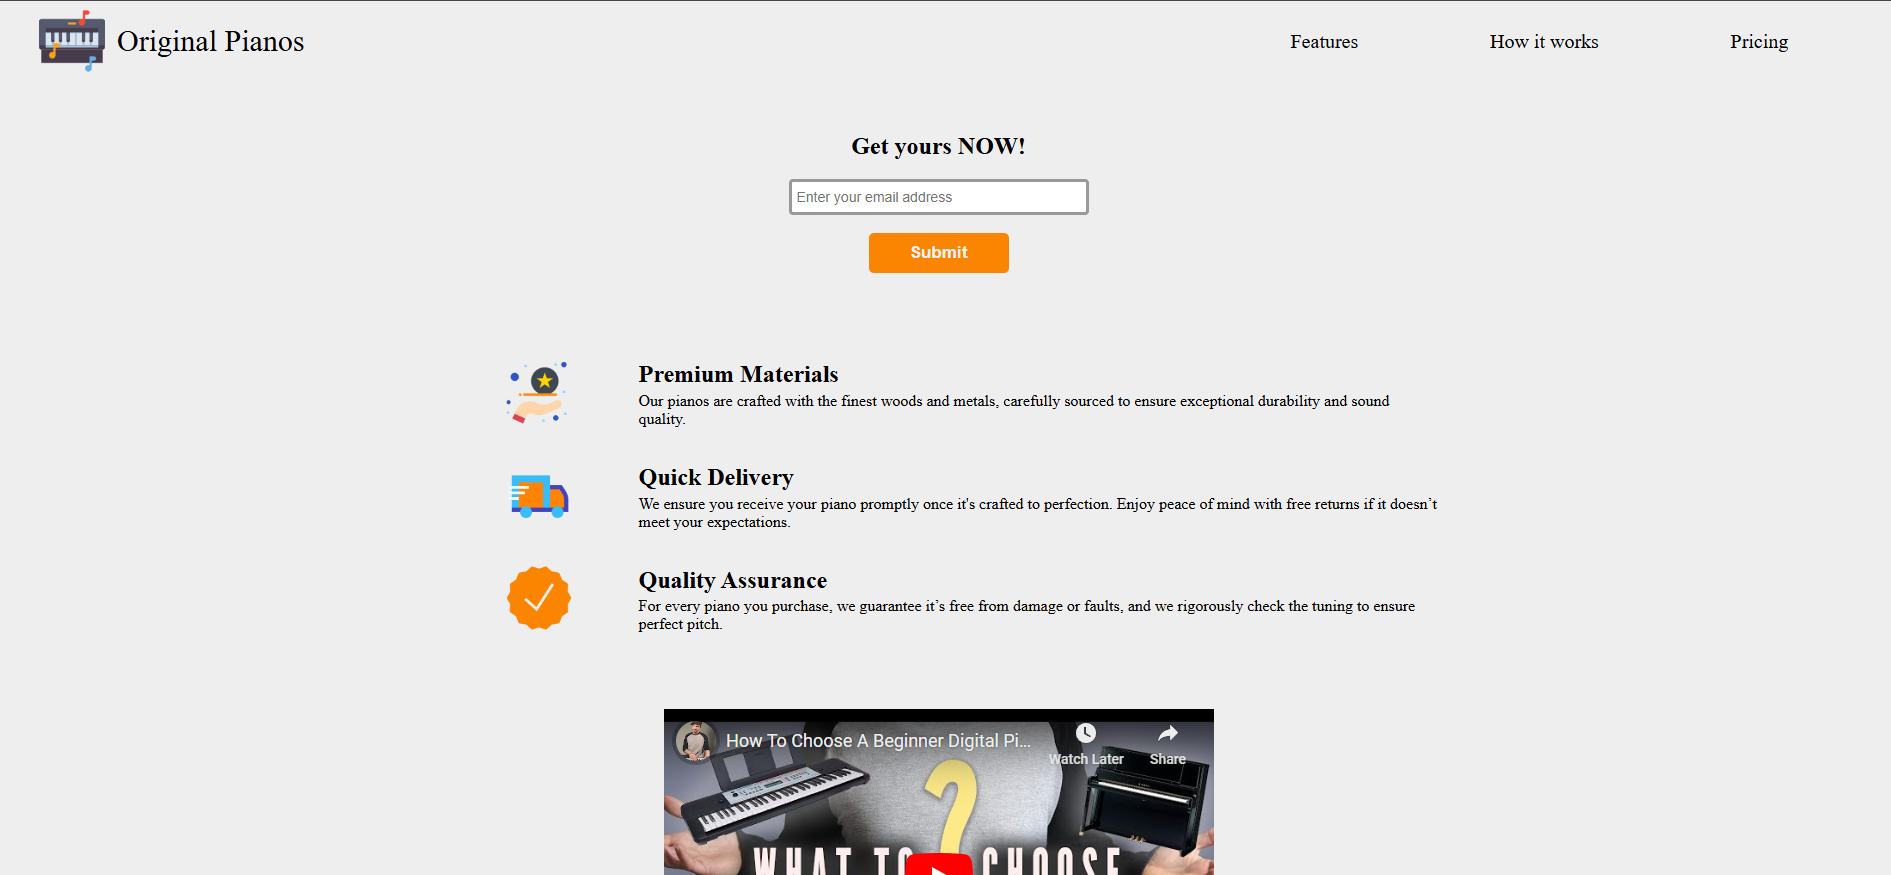 Original Pianos
Features
How it works
Pricing
Get yours NOW!
Enter your email address
Submit
Premium Materials
Our pianos are crafted with the finest woods and metals, carefully sourced to ensure exceptional durability and sound
quality.
Quick Delivery
We ensure you receive your piano promptly once it's crafted to perfection. Enjoy peace of mind with free returns if it doesn’t
meet your expectations.
Quality Assurance
For every piano you purchase, we guarantee it’s free from damage or faults, and we rigorously check the tuning to ensure
perfect pitch.
How To Choose A Beginner Digital Pi...
Watch Later
Share
?
WHAT TO CHOOSE